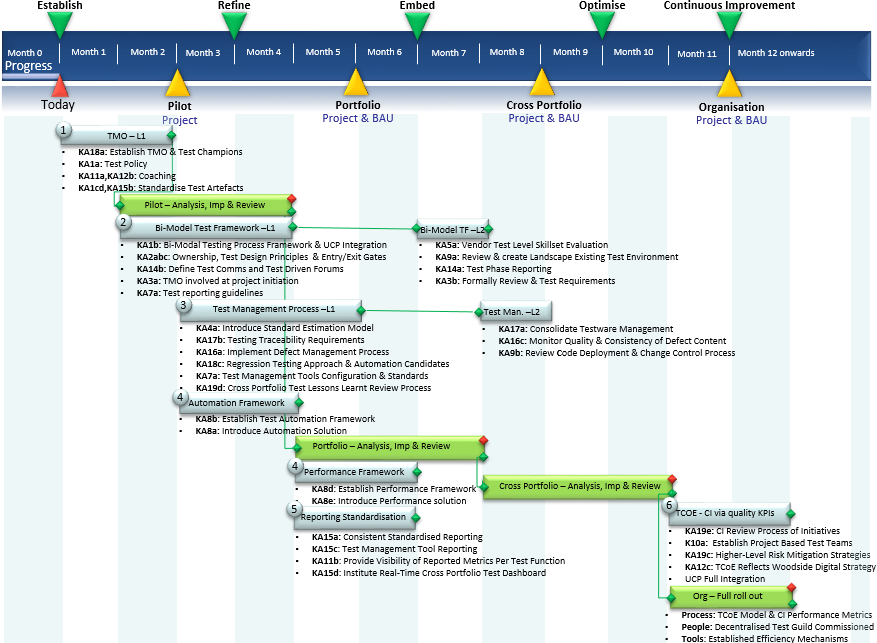 Establish Refine Embed Optimise Continuous Improvement
Month 0 Month 1 Month 2 Month 3 Month 4 Month 5 Month 6 Month 7 Month 8 Month 9 Month 10 Month 11 Month 12 onwards
Progress
Today Pilot Portfolio Cross Portfolio Organisation
Project Project & BAU Project & BAU Project & BAU
1 TMO – L1
KA18a: Establish TMO & Test Champions
KA1a: Test Policy
KA11a,KA12b: Coaching
KA1cd,KA15b: Standardise Test Artefacts
Pilot – Analysis, Imp & Review
2 Bi-Model Test Framework –L1
KA1b: Bi-Modal Testing Process Framework & UCP Integration
KA2abc: Ownership, Test Design Principles & Entry/Exit Gates
KA14b: Define Test Comms and Test Driven Forums
KA3a: TMO involved at project initiation
KA7a: Test reporting guidelines
Bi-Model TF –L2
KA5a: Vendor Test Level Skillset Evaluation
KA9a: Review & create Landscape Existing Test Environment
KA14a: Test Phase Reporting
KA3b: Formally Review & Test Requirements
3 Test Management Process –L1
KA4a: Introduce Standard Estimation Model
KA17b: Testing Traceability Requirements
KA16a: Implement Defect Management Process
KA18c: Regression Testing Approach & Automation Candidates
KA7a: Test Management Tools Configuration & Standards
KA19d: Cross Portfolio Test Lessons Learnt Review Process
Test Man. –L2
KA17a: Consolidate Testware Management
KA16c: Monitor Quality & Consistency of Defect Content
KA9b: Review Code Deployment & Change Control Process
4 Automation Framework
KA8b: Establish Test Automation Framework
KA8a: Introduce Automation Solution
Portfolio – Analysis, Imp & Review
4 Performance Framework
KA8d: Establish Performance Framework
KA8e: Introduce Performance solution
Cross Portfolio – Analysis, Imp & Review
5 Reporting Standardisation
KA15a: Consistent Standardised Reporting
KA15c: Test Management Tool Reporting
KA11b: Provide Visibility of Reported Metrics Per Test Function
KA15d: Institute Real-Time Cross Portfolio Test Dashboard
6 TCOE - CI via quality KPIs
KA19e: CI Review Process of Initiatives
K10a: Establish Project Based Test Teams
KA19c: Higher-Level Risk Mitigation Strategies
KA12c: TCoE Reflects Woodside Digital Strategy
UCP Full Integration
Org – Full roll out
Process: TCoE Model & CI Performance Metrics
People: Decentralised Test Guild Commissioned
Tools: Established Efficiency Mechanisms